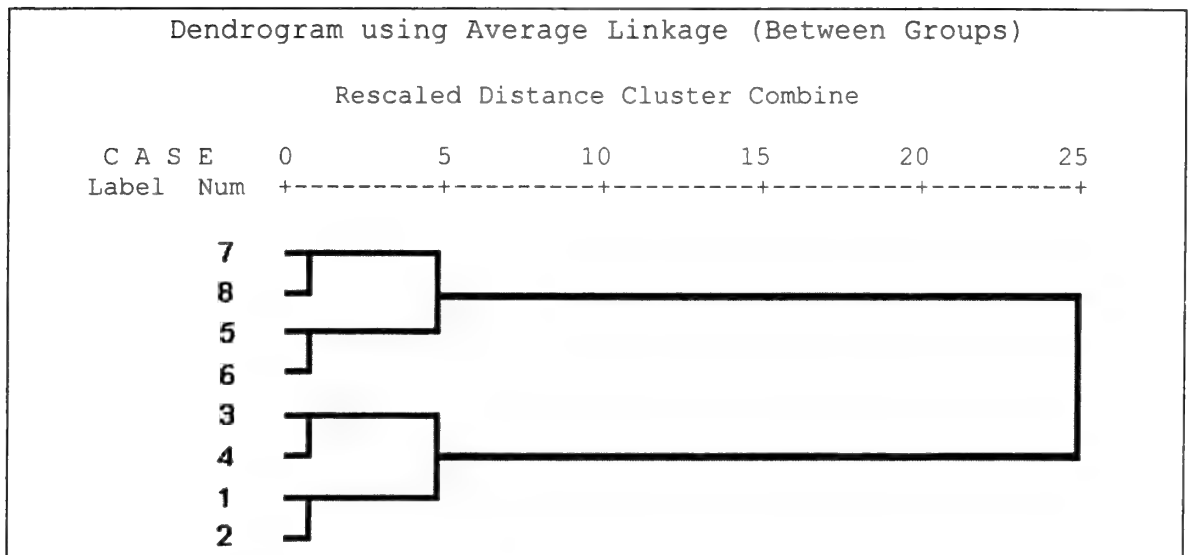 Dendrogram using Average Linkage (Between Groups)
Rescaled Distance Cluster Combine
C A S E 0 5 10 15 20 25
Label Num +---------+---------+---------+---------+---------+
7
8
5
6
3
4
1
2